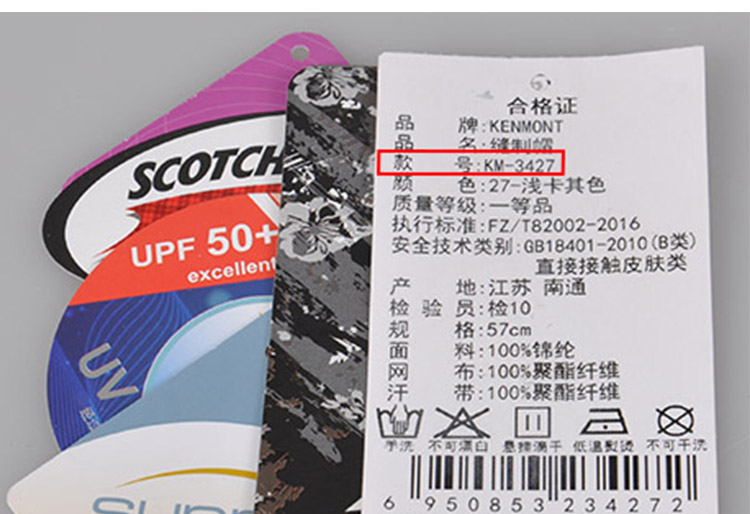 SCOTCH
UPF 50+
excellent
UV
合格证
品 牌:KENMONT
品 名:缝制帽
款 号:KM-3427
颜 色:27-浅卡其色
质量等级:一等品
执行标准:FZ/T82002-2016
安全技术类别:GB18401-2010(B类)
直接接触皮肤类
产 地:江苏 南通
检 验 员:检10
规 格:57cm
面 料:100%锦纶
网 布:100%聚酯纤维
汗 带:100%聚酯纤维
手洗 不可漂白 悬挂滴干 低温熨烫 不可干洗
6 950853 234272